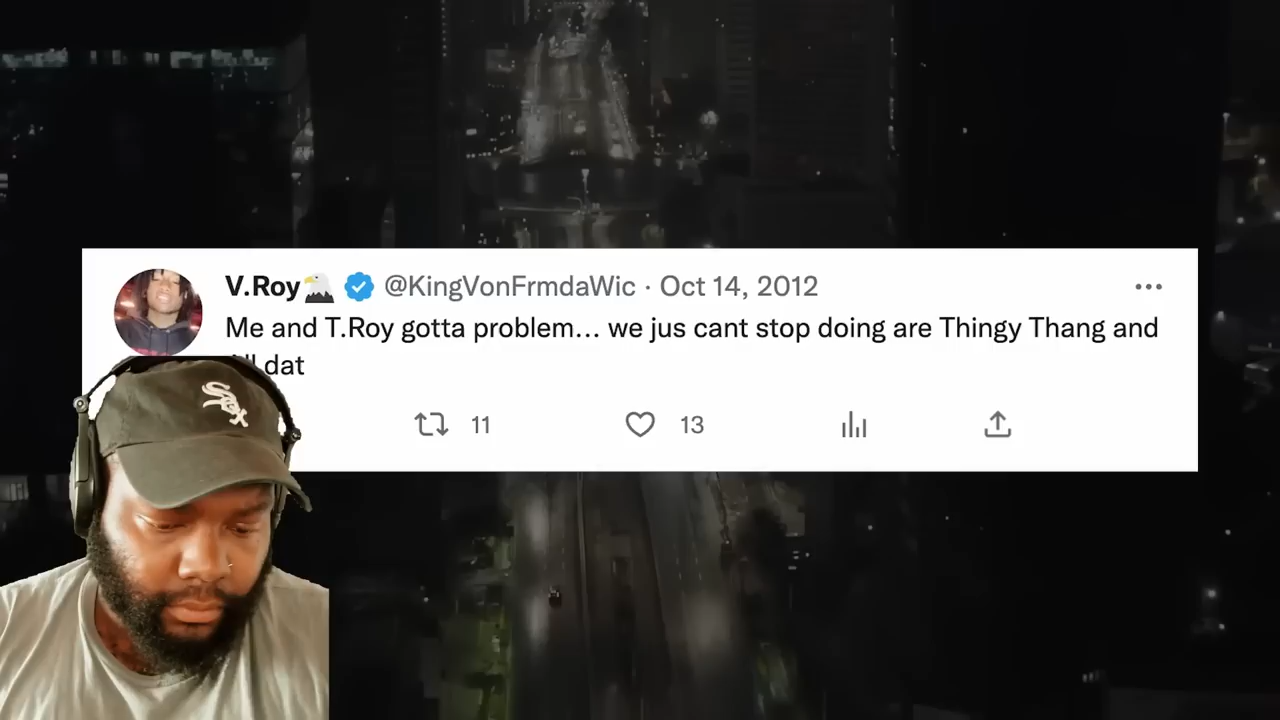 V.Roy🦅 @KingVonFrmdaWic · Oct 14, 2012
Me and T.Roy gotta problem... we jus cant stop doing are Thingy Thang and
dat
11 13
Sox